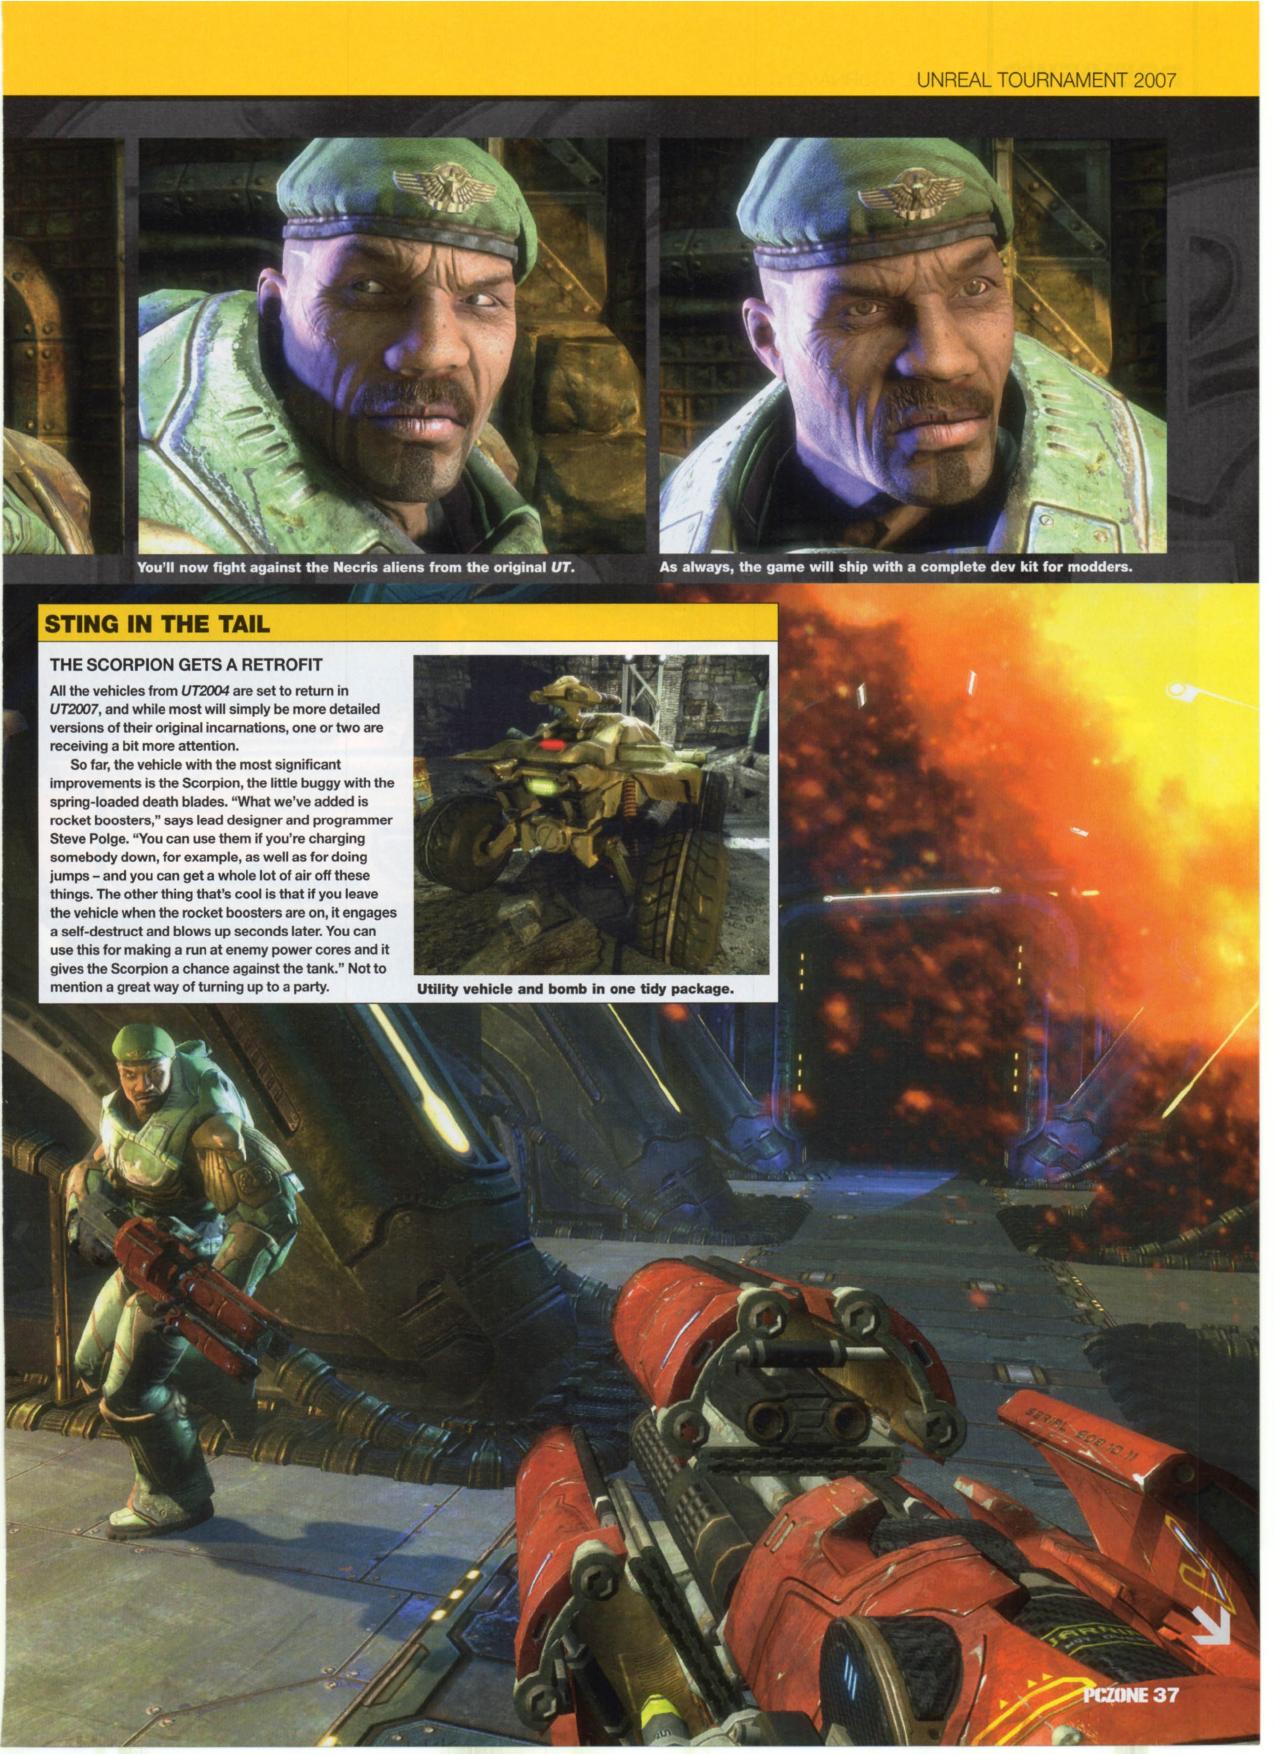 UNREAL TOURNAMENT 2007
You'll now fight against the Necris aliens from the original UT.
As always, the game will ship with a complete dev kit for modders.
STING IN THE TAIL
THE SCORPION GETS A RETROFIT
All the vehicles from UT2004 are set to return in
UT2007, and while most will simply be more detailed
versions of their original incarnations, one or two are
receiving a bit more attention.
So far, the vehicle with the most significant
improvements is the Scorpion, the little buggy with the
spring-loaded death blades. “What we've added is
rocket boosters,” says lead designer and programmer
Steve Polge. “You can use them if you're charging
somebody down, for example, as well as for doing
jumps – and you can get a whole lot of air off these
things. The other thing that's cool is that if you leave
the vehicle when the rocket boosters are on, it engages
a self-destruct and blows up seconds later. You can
use this for making a run at enemy power cores and it
gives the Scorpion a chance against the tank.” Not to
mention a great way of turning up to a party.
Utility vehicle and bomb in one tidy package.
PCZONE 37